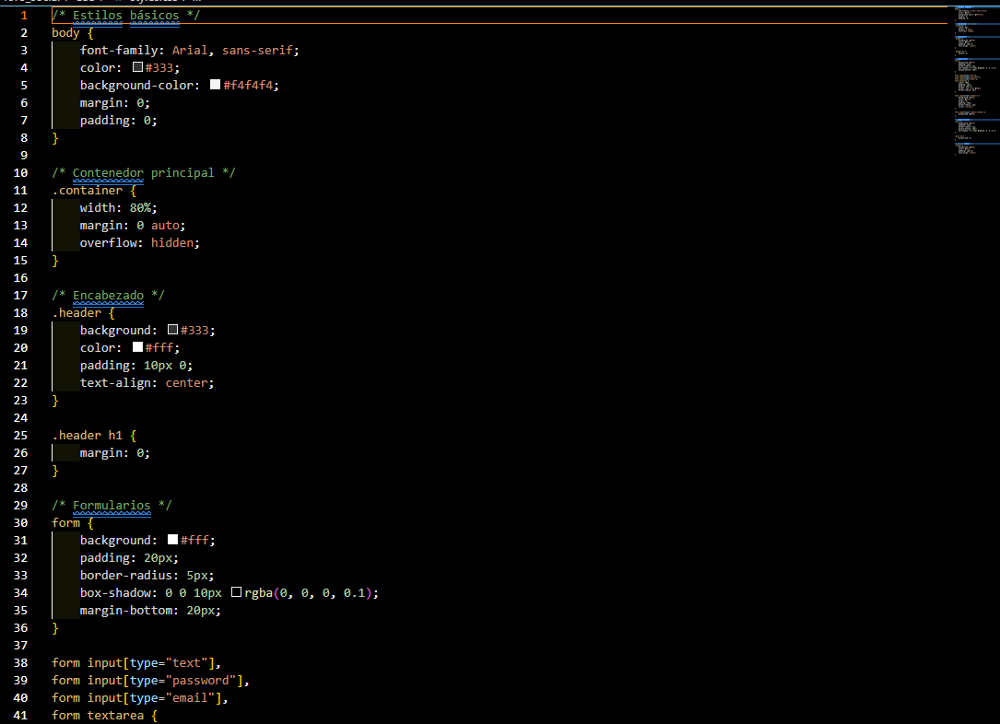 1 /* Estilos básicos */
2 body {
3     font-family: Arial, sans-serif;
4     color: #333;
5     background-color: #f4f4f4;
6     margin: 0;
7     padding: 0;
8 }
9
10 /* Contenedor principal */
11 .container {
12     width: 80%;
13     margin: 0 auto;
14     overflow: hidden;
15 }
16
17 /* Encabezado */
18 .header {
19     background: #333;
20     color: #fff;
21     padding: 10px 0;
22     text-align: center;
23 }
24
25 .header h1 {
26     margin: 0;
27 }
28
29 /* Formularios */
30 form {
31     background: #fff;
32     padding: 20px;
33     border-radius: 5px;
34     box-shadow: 0 0 10px rgba(0, 0, 0, 0.1);
35     margin-bottom: 20px;
36 }
37
38 form input[type="text"],
39 form input[type="password"],
40 form input[type="email"],
41 form textarea {